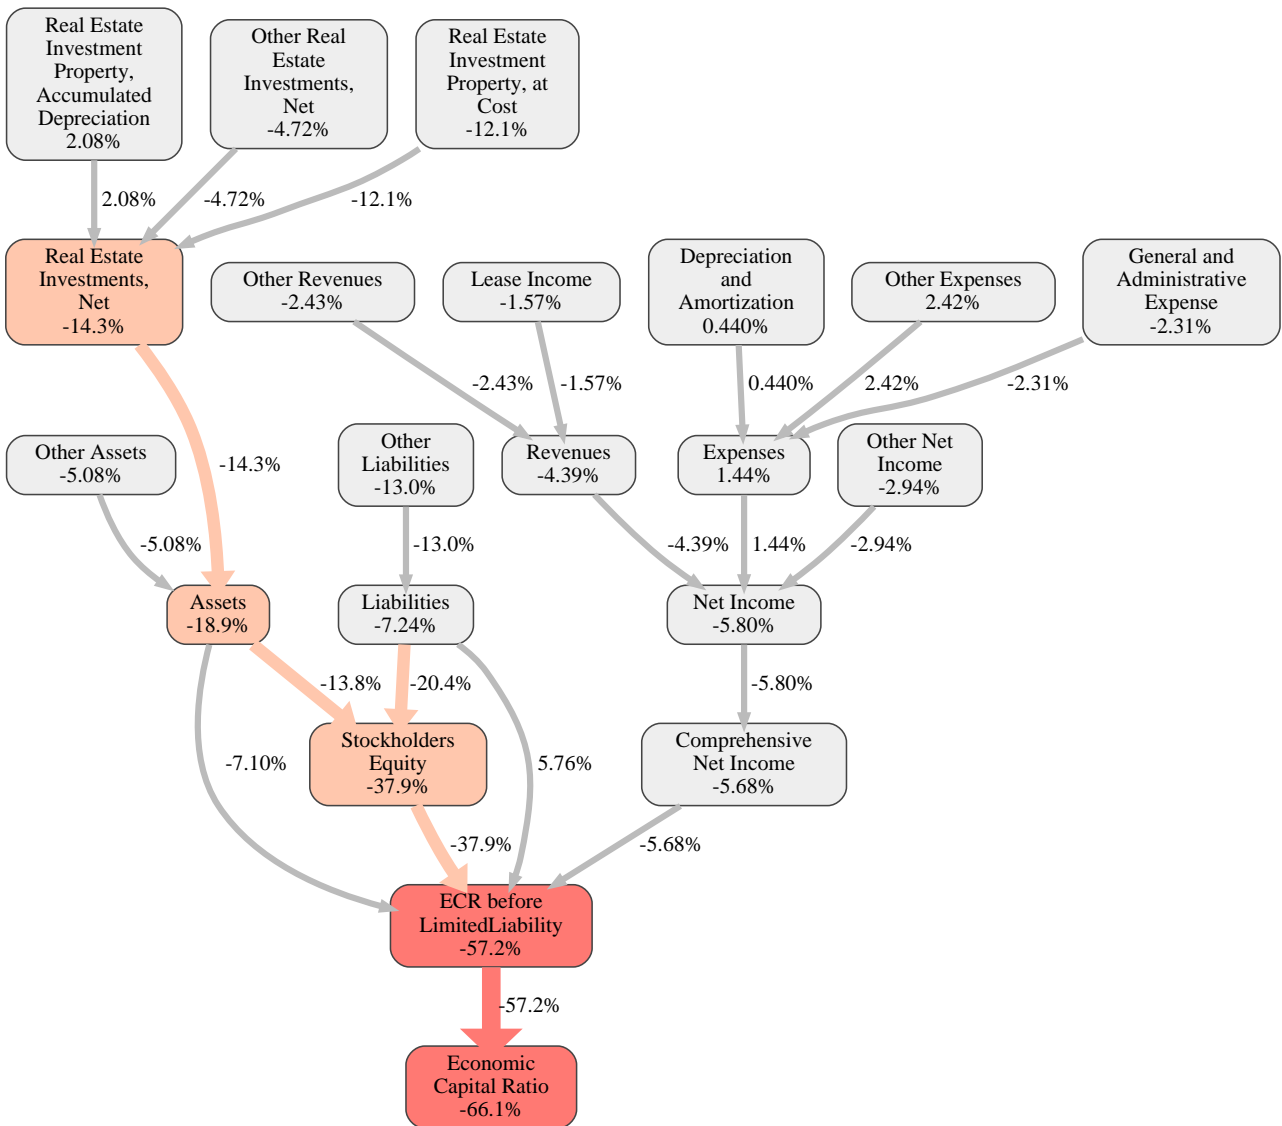 Real Estate
Investment
Property,
Accumulated
Depreciation
2.08%
Other Real
Estate
Investments,
Net
-4.72%
Real Estate
Investment
Property, at
Cost
-12.1%
2.08%
-4.72%
-12.1%
Real Estate
Investments,
Net
-14.3%
Other Revenues
-2.43%
Lease Income
-1.57%
Depreciation
and
Amortization
0.440%
Other Expenses
2.42%
General and
Administrative
Expense
-2.31%
-2.43%
-1.57%
0.440%
2.42%
-2.31%
Other Assets
-5.08%
-14.3%
Other
Liabilities
-13.0%
Revenues
-4.39%
Expenses
1.44%
Other Net
Income
-2.94%
-5.08%
-13.0%
-4.39%
1.44%
-2.94%
Assets
-18.9%
Liabilities
-7.24%
Net Income
-5.80%
-13.8%
-20.4%
-5.80%
-7.10%
Stockholders
Equity
-37.9%
5.76%
Comprehensive
Net Income
-5.68%
-37.9%
-5.68%
ECR before
LimitedLiability
-57.2%
-57.2%
Economic
Capital Ratio
-66.1%